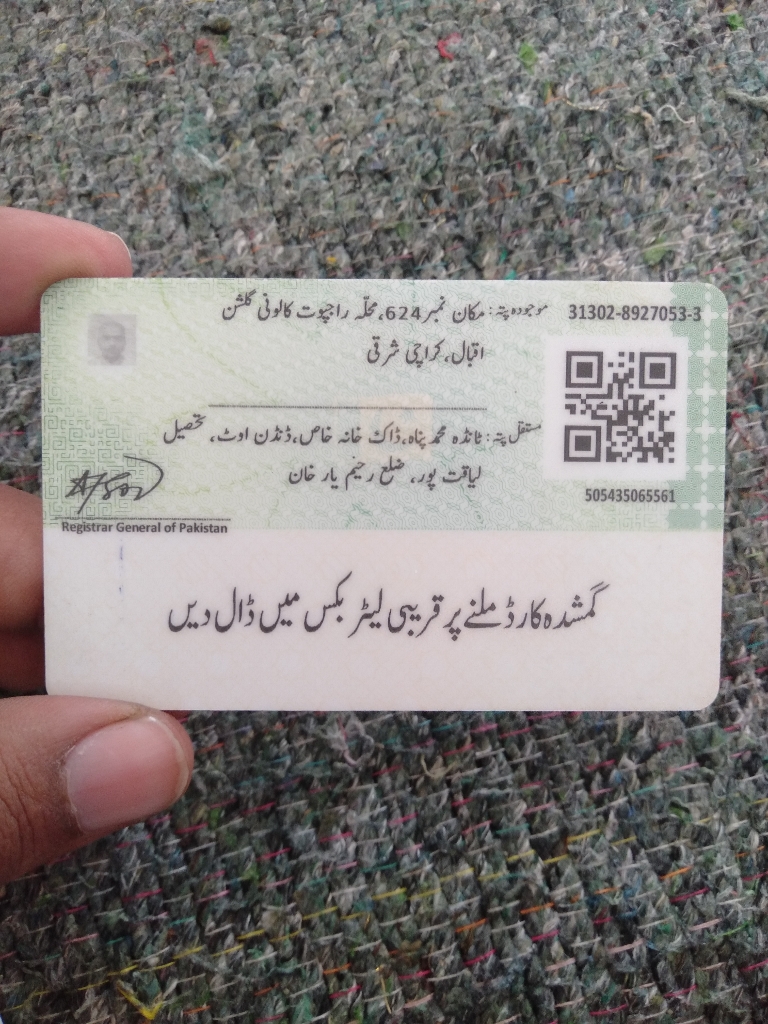 31302-8927053-3
موجودہ پتہ: مکان نمبر 624، محلّہ راجپوت کالونی گلشن
اقبال، کراچی شرقی
مستقل پتہ: ٹانڈہ محمد پناہ، ڈاک خانہ خاص، ڈنڈن اوٹ، تحصیل
لیاقت پور، ضلع رحیم یار خان
505435065561
Registrar General of Pakistan
گمشدہ کارڈ ملنے پر قریبی لیٹر بکس میں ڈال دیں